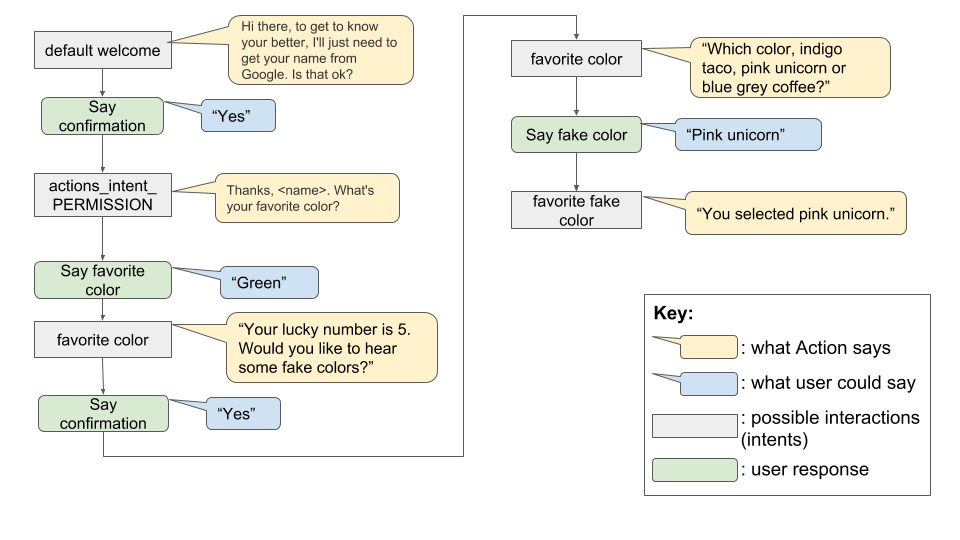 default welcome
Hi there, to get to know
your better, I'll just need to
get your name from
Google. Is that ok?
Say
confirmation
“Yes”
actions_intent_
PERMISSION
Thanks, <name>. What's
your favorite color?
Say favorite
color
“Green”
favorite color
“Your lucky number is 5.
Would you like to hear
some fake colors?”
Say
confirmation
“Yes”
favorite color
“Which color, indigo
taco, pink unicorn or
blue grey coffee?”
Say fake color
“Pink unicorn”
favorite fake
color
“You selected pink unicorn.”
Key:
: what Action says
: what user could say
: possible interactions
(intents)
: user response